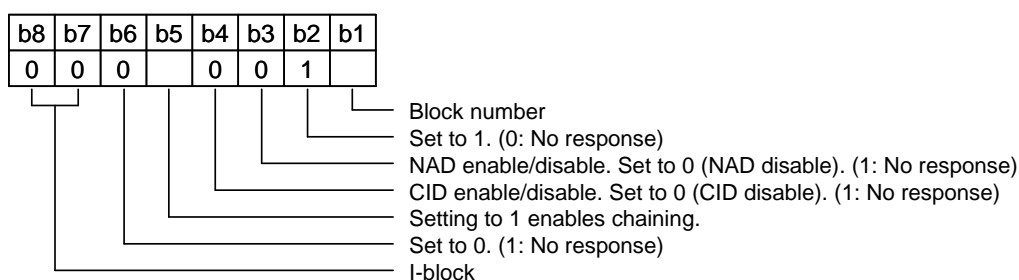 b8 b7 b6 b5 b4 b3 b2 b1
0 0 0 0 0 1
Block number
Set to 1. (0: No response)
NAD enable/disable. Set to 0 (NAD disable). (1: No response)
CID enable/disable. Set to 0 (CID disable). (1: No response)
Setting to 1 enables chaining.
Set to 0. (1: No response)
I-block